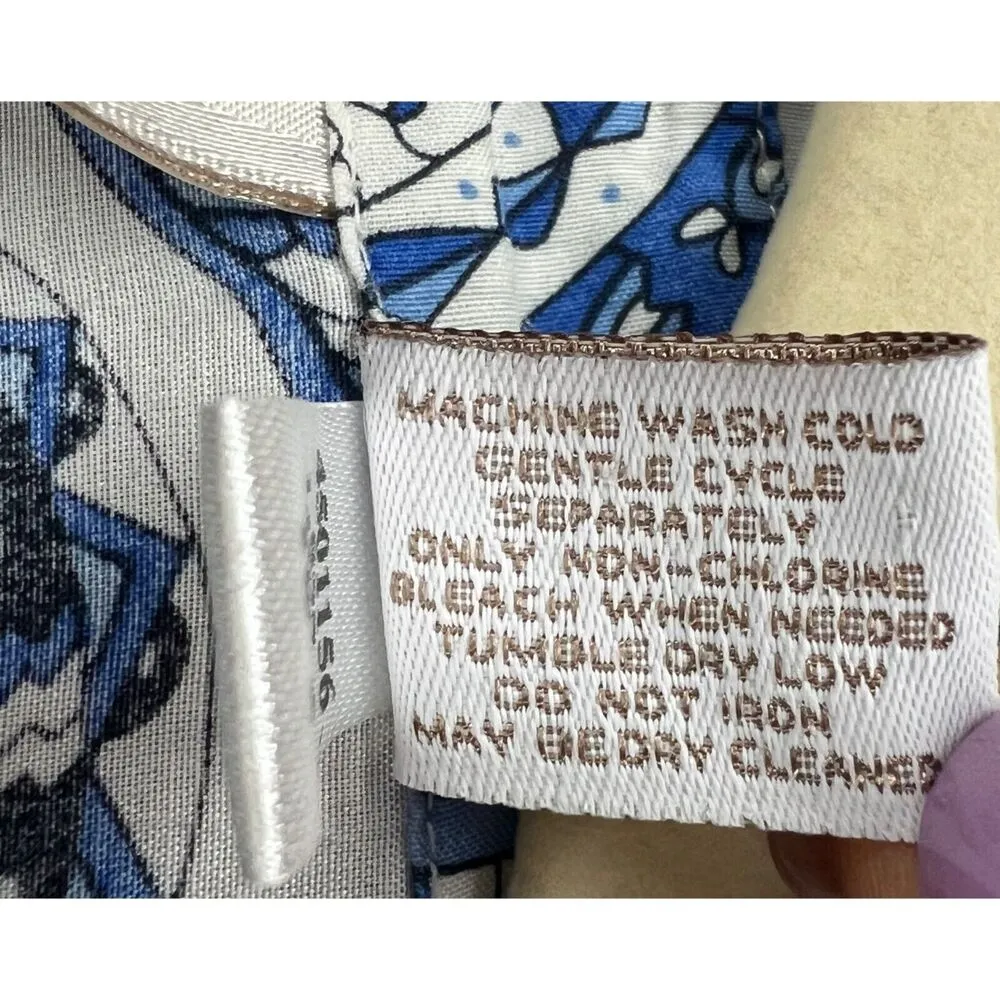 MACHINE WASH COLD
GENTLE CYCLE
SEPARATELY
ONLY NON-CHLORINE
BLEACH WHEN NEEDED
TUMBLE DRY LOW
DO NOT IRON
MAY BE DRY CLEANED